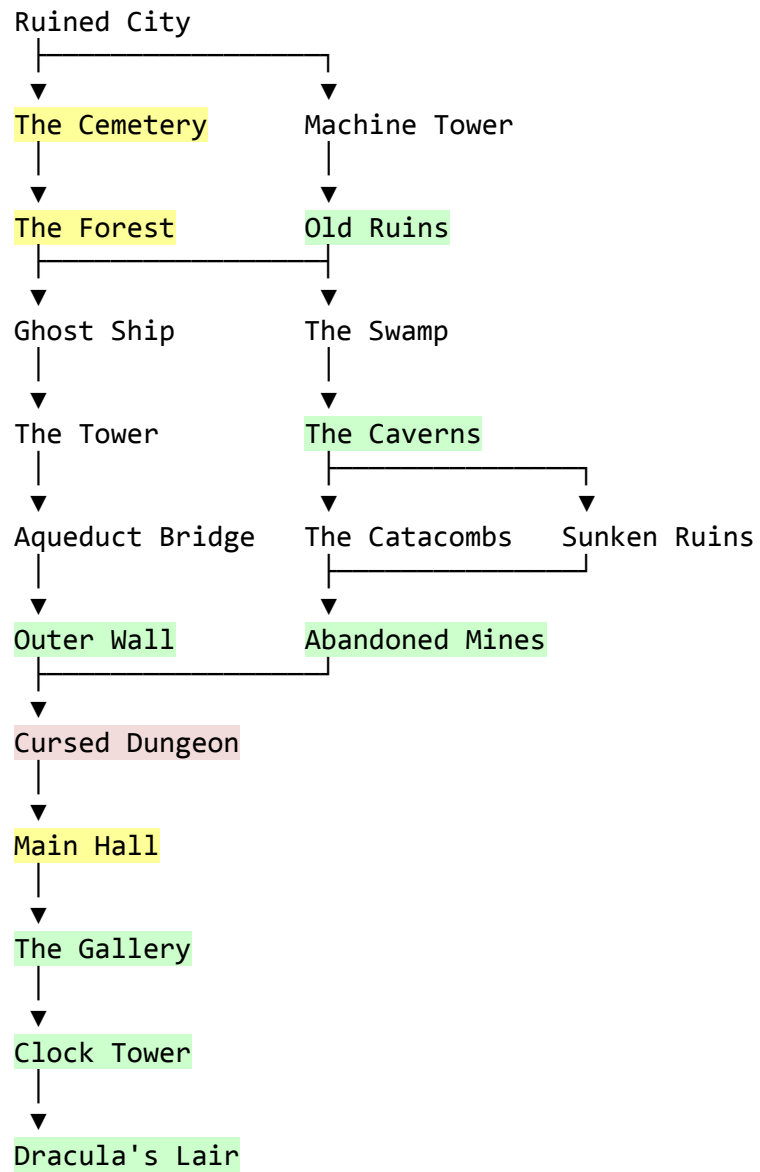 Ruined City
The Cemetery Machine Tower
The Forest Old Ruins
Ghost Ship The Swamp
The Tower The Caverns
Aqueduct Bridge The Catacombs Sunken Ruins
Outer Wall Abandoned Mines
Cursed Dungeon
Main Hall
The Gallery
Clock Tower
Dracula's Lair